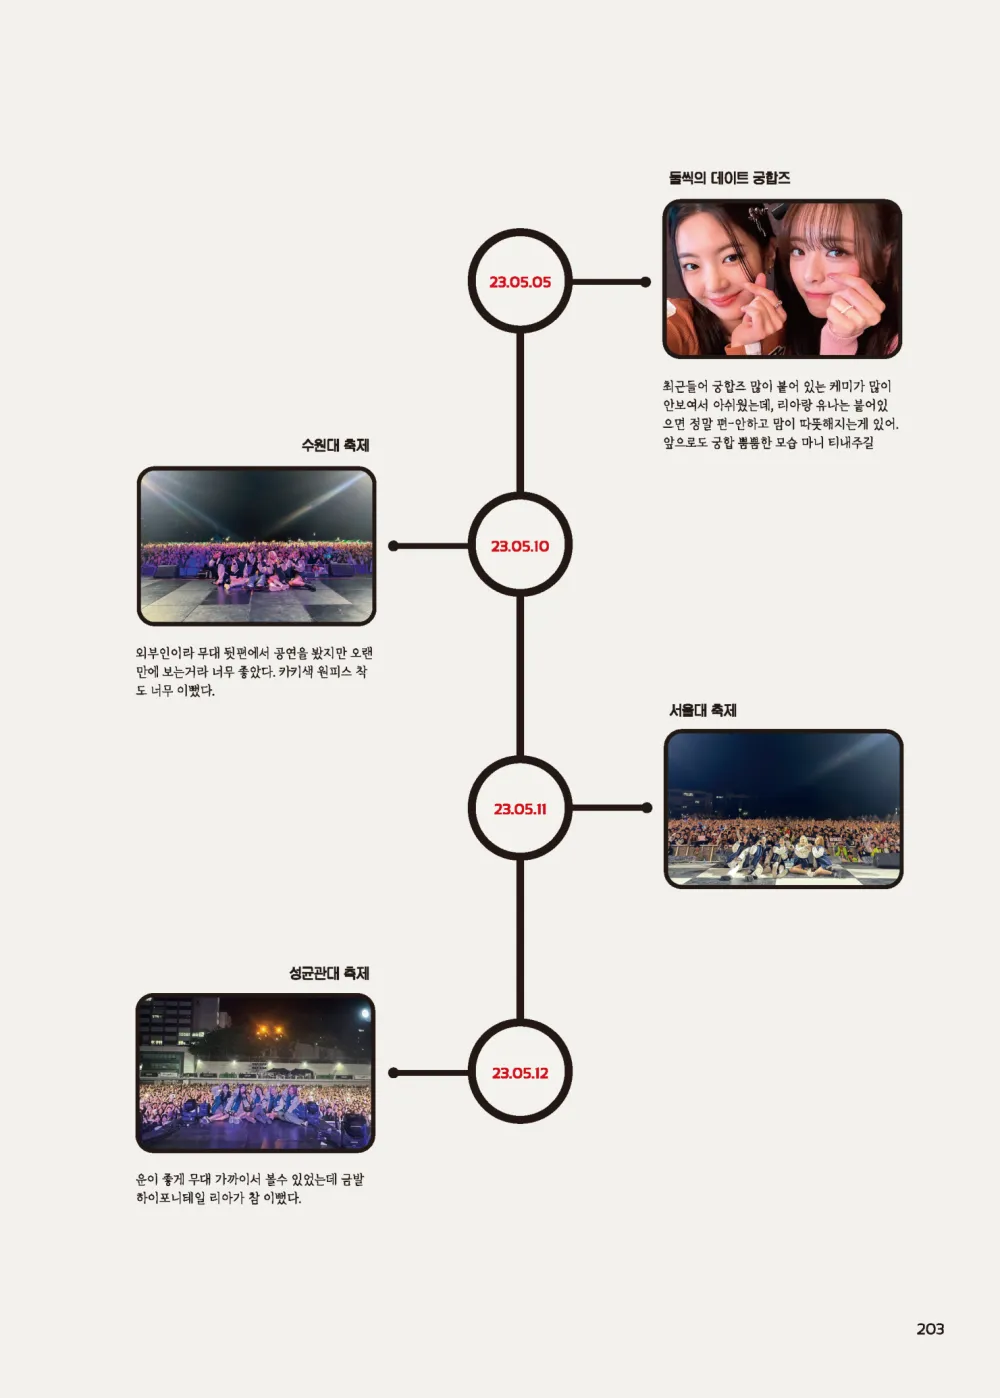 둘씩의 데이트 궁합즈
23.05.05
최근들어 궁합즈 많이 붙어 있는 케미가 많이
안보여서 아쉬웠는데, 리아랑 유나는 붙어있
으면 정말 편-안하고 맘이 따뜻해지는게 있어.
앞으로도 궁합 뿜뿜한 모습 마니 티내주길
수원대 축제
23.05.10
외부인이라 무대 뒷편에서 공연을 봤지만 오랜
만에 보는거라 너무 좋았다. 카키색 원피스 착
도 너무 이뻤다.
서울대 축제
23.05.11
성균관대 축제
23.05.12
운이 좋게 무대 가까이서 볼수 있었는데 금발
하이포니테일 리아가 참 이뻤다.
203